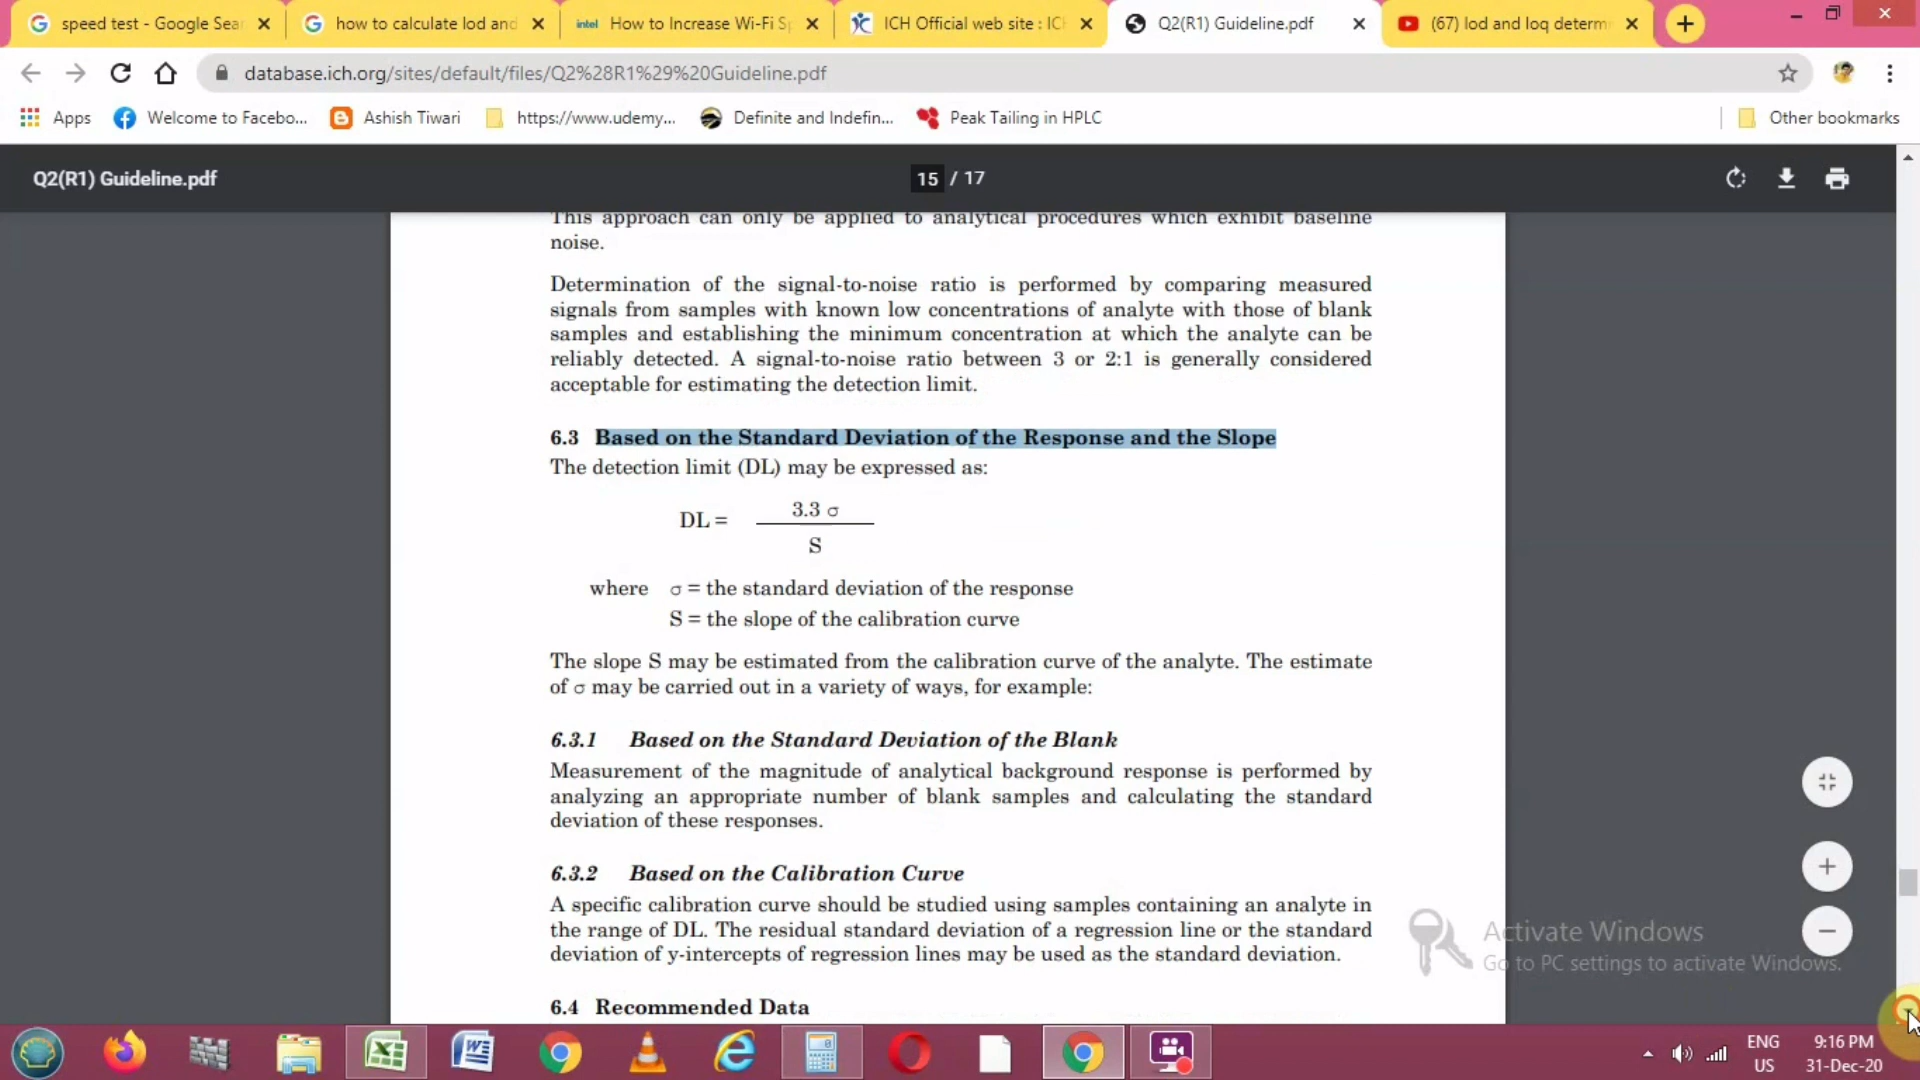 speed test - Google Sear
how to calculate lod and
intel How to Increase Wi-Fi Sp
ICH Official web site : ICH
Q2(R1) Guideline.pdf
(67) lod and loq determ
database.ich.org/sites/default/files/Q2%28R1%29%20Guideline.pdf
Apps
Welcome to Facebo...
Ashish Tiwari
https://www.udemy...
Definite and Indefin...
Peak Tailing in HPLC
Other bookmarks
Q2(R1) Guideline.pdf
15 / 17
This approach can only be applied to analytical procedures which exhibit baseline
noise.
Determination of the signal-to-noise ratio is performed by comparing measured
signals from samples with known low concentrations of analyte with those of blank
samples and establishing the minimum concentration at which the analyte can be
reliably detected. A signal-to-noise ratio between 3 or 2:1 is generally considered
acceptable for estimating the detection limit.
6.3 Based on the Standard Deviation of the Response and the Slope
The detection limit (DL) may be expressed as:
3.3 σ
DL =
S
where σ = the standard deviation of the response
S = the slope of the calibration curve
The slope S may be estimated from the calibration curve of the analyte. The estimate
of σ may be carried out in a variety of ways, for example:
6.3.1 Based on the Standard Deviation of the Blank
Measurement of the magnitude of analytical background response is performed by
analyzing an appropriate number of blank samples and calculating the standard
deviation of these responses.
6.3.2 Based on the Calibration Curve
A specific calibration curve should be studied using samples containing an analyte in
the range of DL. The residual standard deviation of a regression line or the standard
deviation of y-intercepts of regression lines may be used as the standard deviation.
6.4 Recommended Data
Activate Windows
Go to PC settings to activate Windows.
ENG
US
9:16 PM
31-Dec-20